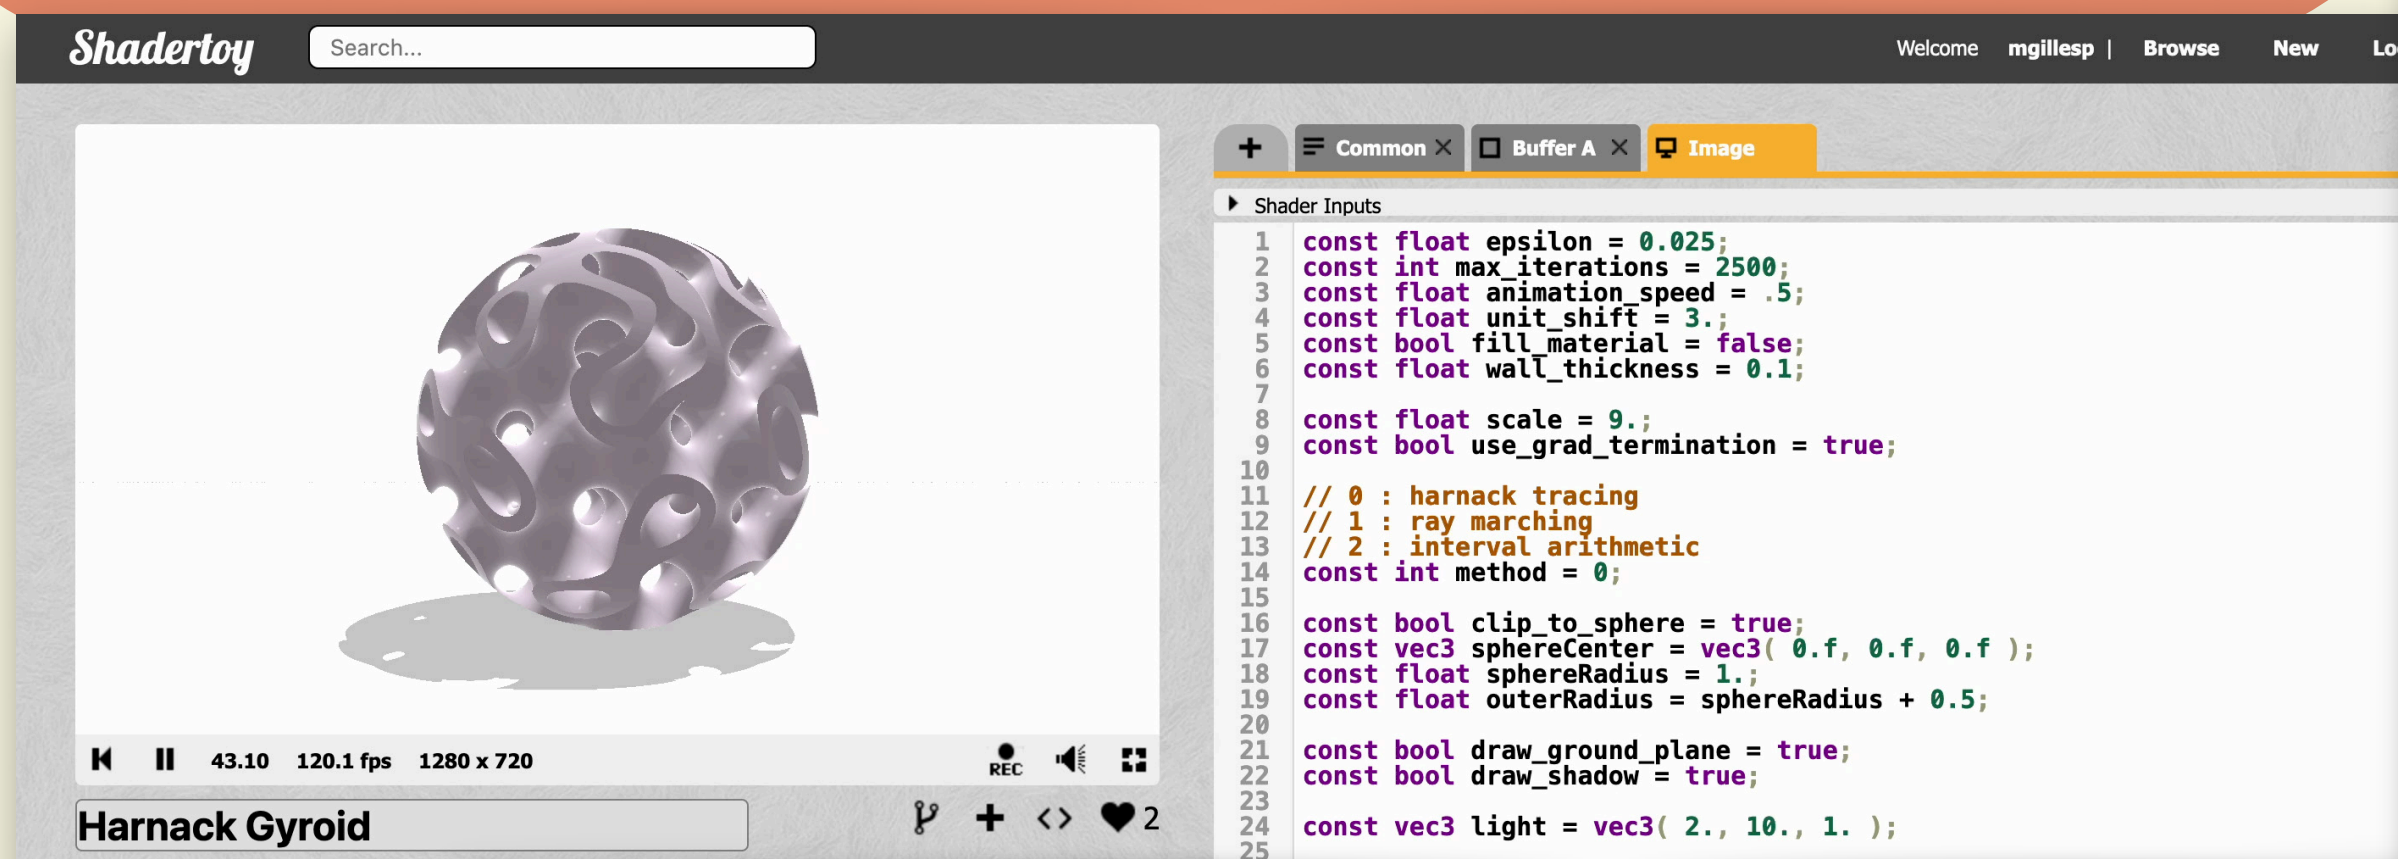 Shadertoy
Search...
Welcome mgillesp | Browse New Lo
+ Common Buffer A Image
Shader Inputs
1 const float epsilon = 0.025;
2 const int max_iterations = 2500;
3 const float animation_speed = .5;
4 const float unit_shift = 3.;
5 const bool fill_material = false;
6 const float wall_thickness = 0.1;
7
8 const float scale = 9.;
9 const bool use_grad_termination = true;
10
11 // 0 : harnack tracing
12 // 1 : ray marching
13 // 2 : interval arithmetic
14 const int method = 0;
15
16 const bool clip_to_sphere = true;
17 const vec3 sphereCenter = vec3( 0.f, 0.f, 0.f );
18 const float sphereRadius = 1.;
19 const float outerRadius = sphereRadius + 0.5;
20
21 const bool draw_ground_plane = true;
22 const bool draw_shadow = true;
23
24 const vec3 light = vec3( 2., 10., 1. );
25
43.10 120.1 fps 1280 x 720 REC
Harnack Gyroid
2